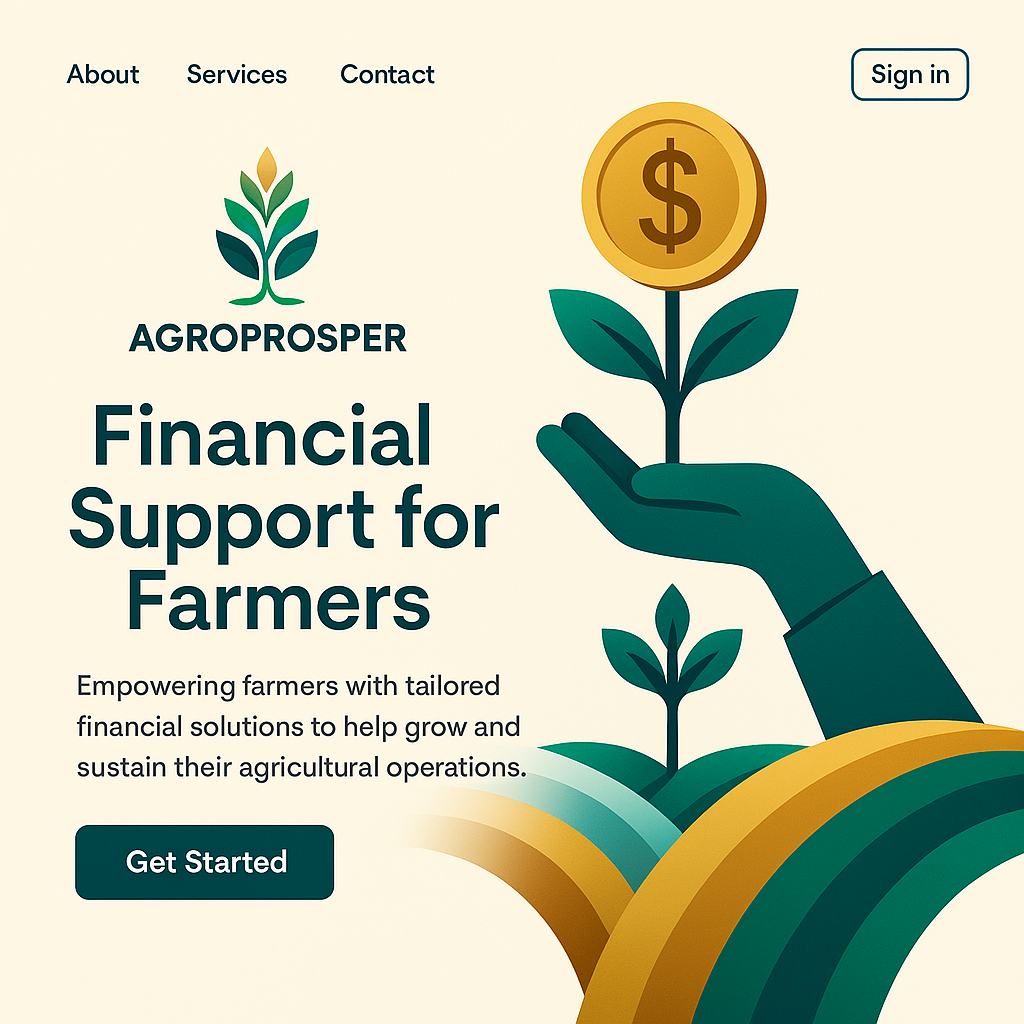 About Services Contact Sign in
$
AGROPROSPER
Financial
Support for
Farmers
Empowering farmers with tailored
financial solutions to help grow and
sustain their agricultural operations.
Get Started